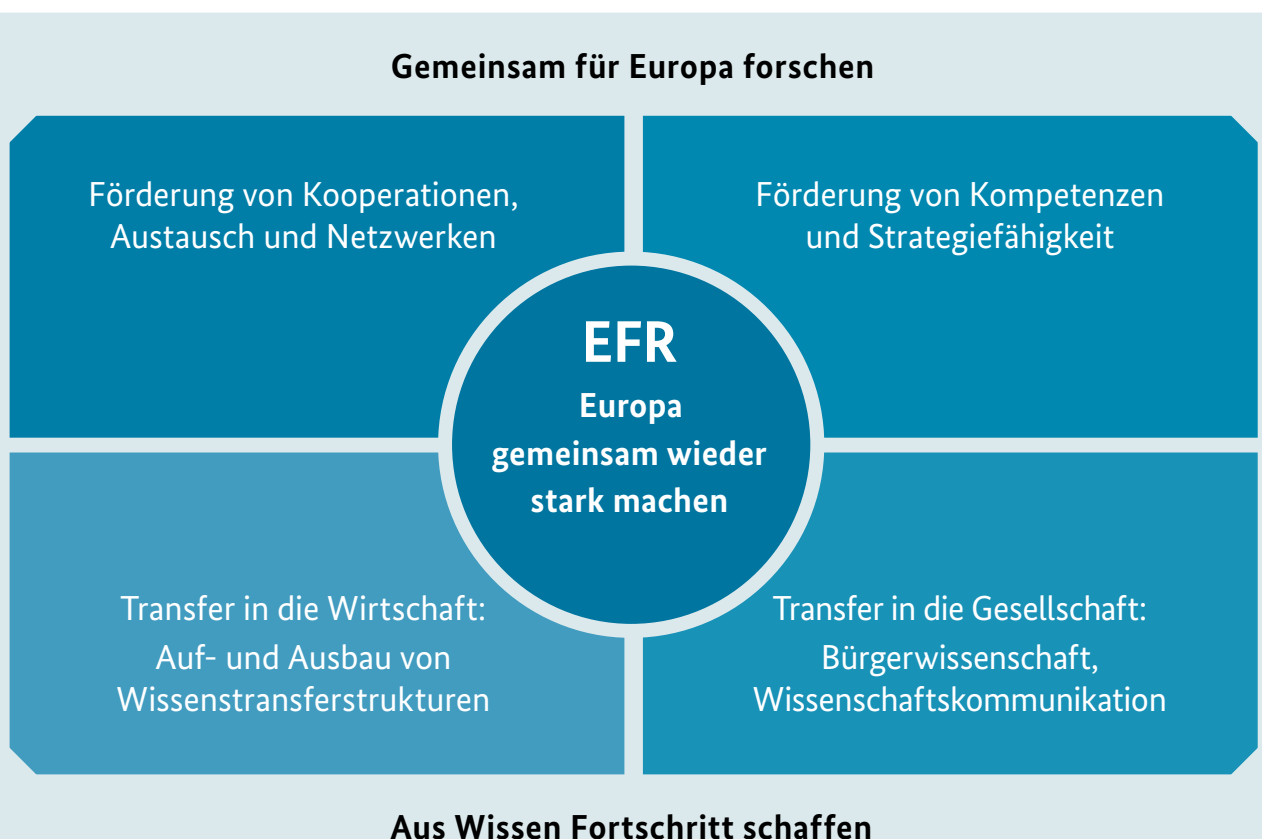 Gemeinsam für Europa forschen
Förderung von Kooperationen,
Austausch und Netzwerken
Förderung von Kompetenzen
und Strategiefähigkeit
EFR
Europa
gemeinsam wieder
stark machen
Transfer in die Wirtschaft:
Auf- und Ausbau von
Wissenstransferstrukturen
Transfer in die Gesellschaft:
Bürgerwissenschaft,
Wissenschaftskommunikation
Aus Wissen Fortschritt schaffen